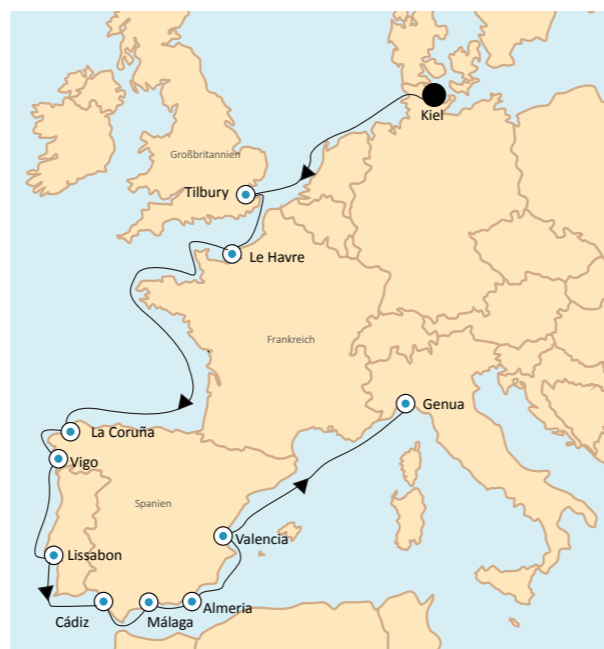 Kiel
Großbritannien
Tilbury
Le Havre
Frankreich
Genua
La Coruña
Vigo
Spanien
Valencia
Lissabon
Almeria
Cádiz
Málaga